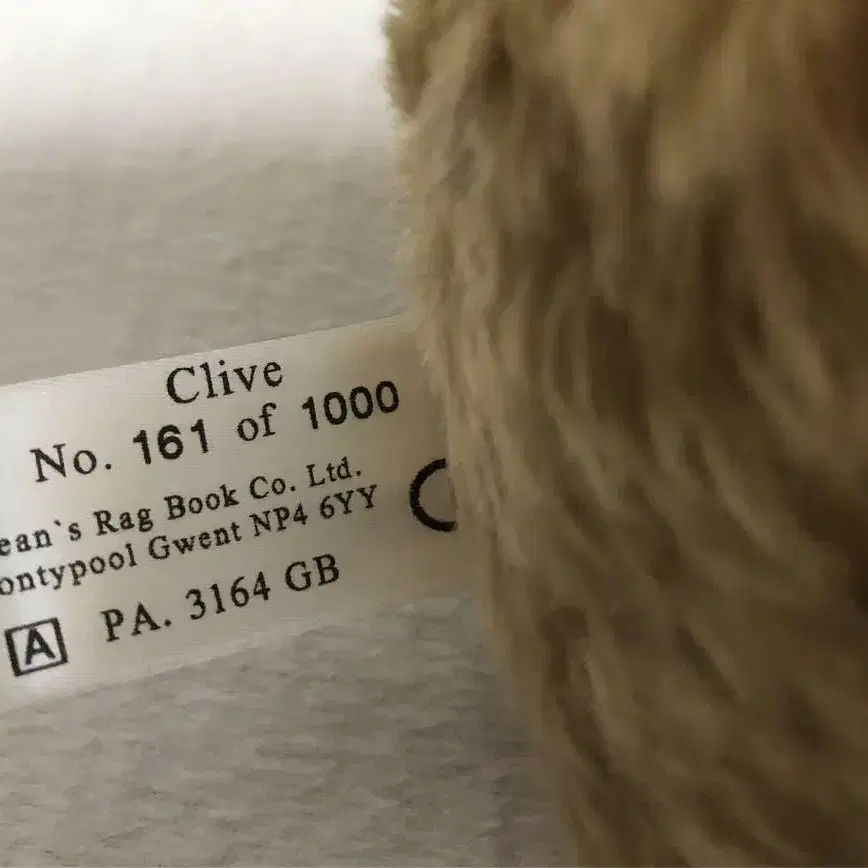 Clive
No. 161 of 1000
ean`s Rag Book Co. Ltd.
ontypool Gwent NP4 6YY
A PA. 3164 GB